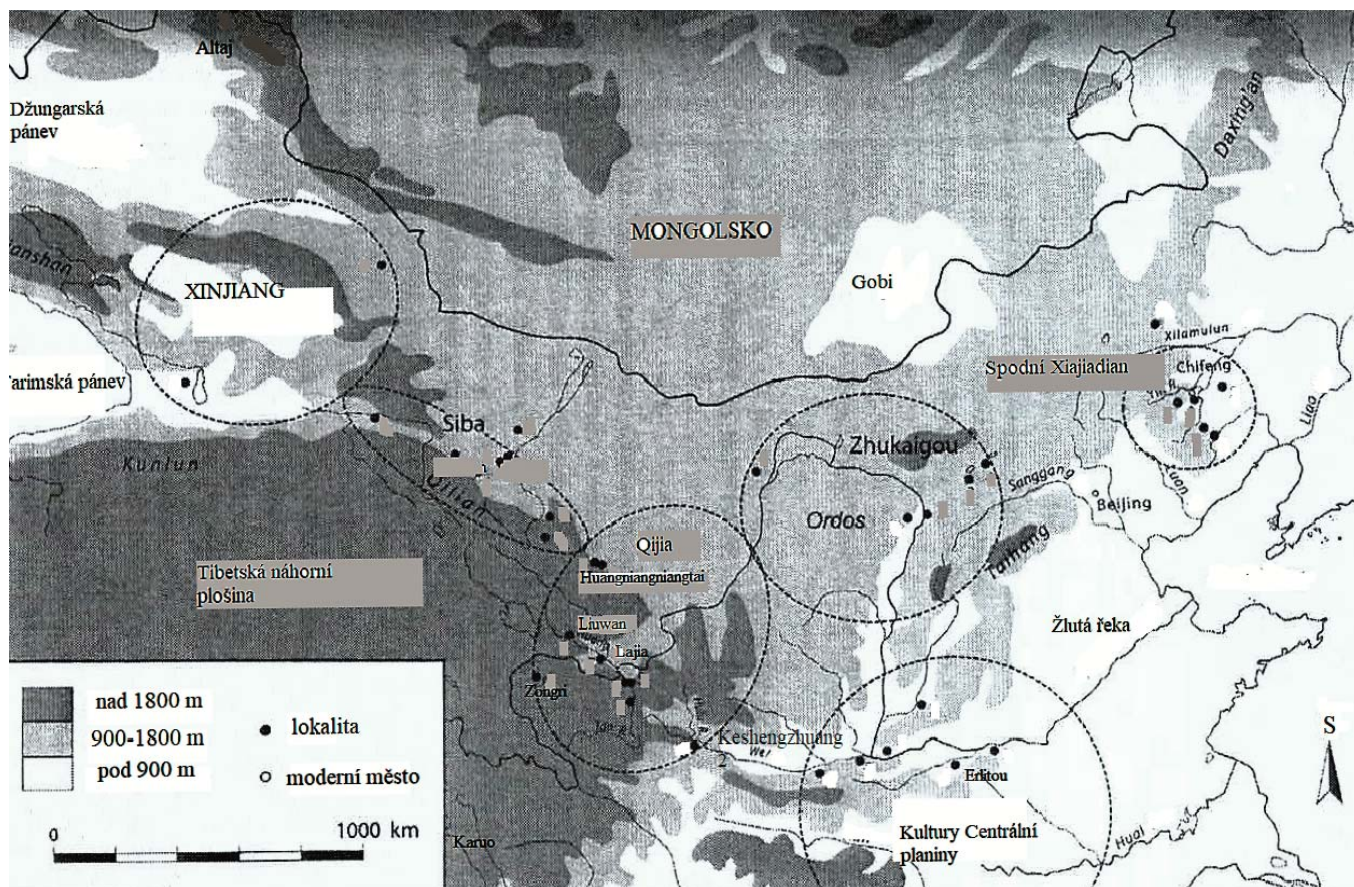 Altaj
Džungarská
pánev
Daxing'an
MONGOLSKO
XINJIANG
Gobi
Xilamulun
Spodní Xiajiadian
Chifeng
Tarimská pánev
Liao
Siba
Zhukaigou
Kunlun
Qilian
Sanggang
Luan
Beijing
Ordos
Taihang
Qijia
Tibetská náhorní
plošina
Huangniangniangtai
Liuwan
Žlutá řeka
Lajia
Zongri
nad 1800 m
900-1800 m
pod 900 m
lokalita
moderní město
Keshengzhuang
2
Wei
Erlitou
S
0
1000 km
Karuo
Kultury Centrální
planiny
Huai